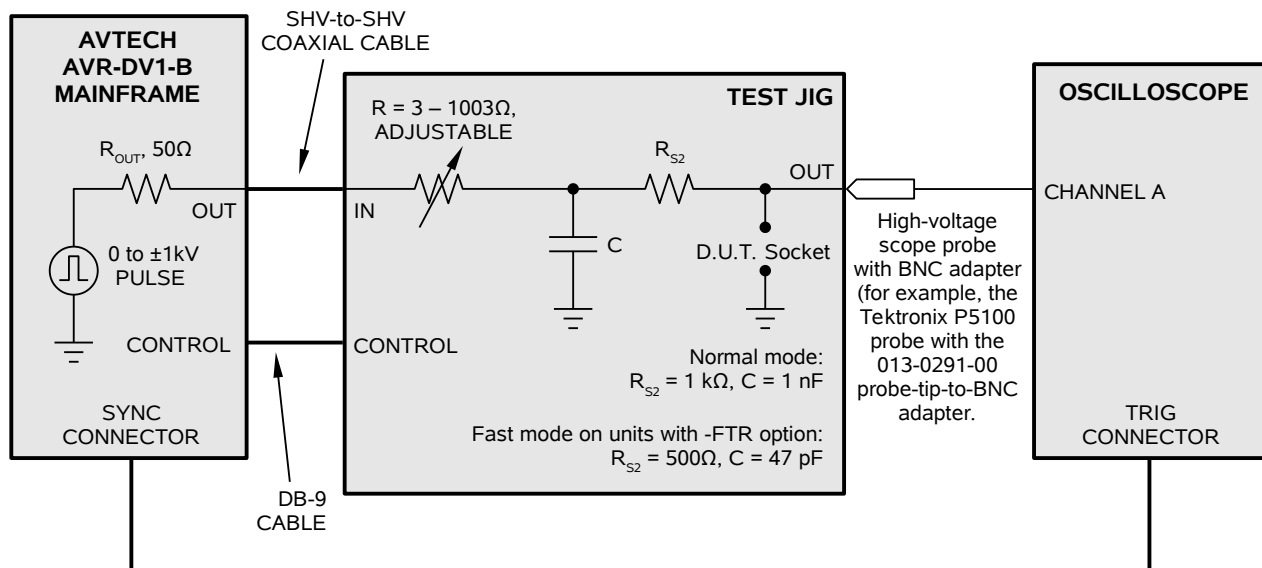 SHV-to-SHV
COAXIAL CABLE
AVTECH
AVR-DV1-B
MAINFRAME
R_OUT, 50Ω
OUT
0 to ±1kV
PULSE
CONTROL
SYNC
CONNECTOR
DB-9
CABLE
TEST JIG
R = 3 – 1003Ω,
ADJUSTABLE
IN
C
R_S2
OUT
D.U.T. Socket
CONTROL
Normal mode:
R_S2 = 1 kΩ, C = 1 nF
Fast mode on units with -FTR option:
R_S2 = 500Ω, C = 47 pF
High-voltage
scope probe
with BNC adapter
(for example, the
Tektronix P5100
probe with the
013-0291-00
probe-tip-to-BNC
adapter.
OSCILLOSCOPE
CHANNEL A
TRIG
CONNECTOR